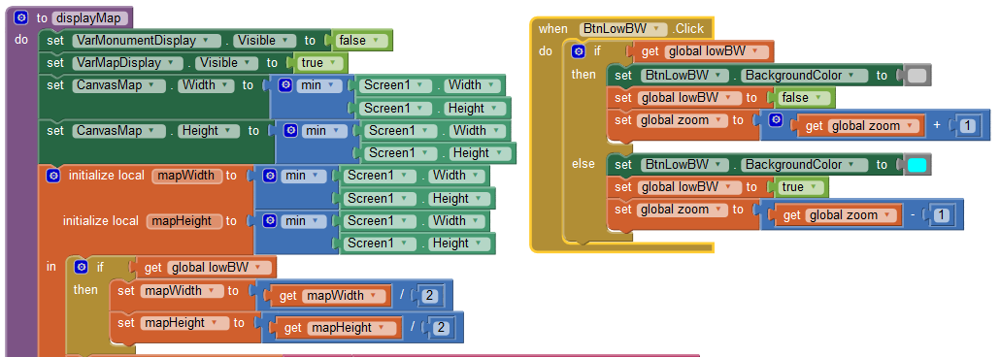 to displayMap
do set VarMonumentDisplay . Visible to false
set VarMapDisplay . Visible to true
set CanvasMap . Width to min Screen1 . Width
Screen1 . Height
set CanvasMap . Height to min Screen1 . Width
Screen1 . Height
initialize local mapWidth to min Screen1 . Width
Screen1 . Height
initialize local mapHeight to min Screen1 . Width
Screen1 . Height
in if get global lowBW
then set mapWidth to get mapWidth / 2
set mapHeight to get mapHeight / 2
when BtnLowBW .Click
do if get global lowBW
then set BtnLowBW . BackgroundColor to
set global lowBW to false
set global zoom to get global zoom + 1
else set BtnLowBW . BackgroundColor to
set global lowBW to true
set global zoom to get global zoom - 1